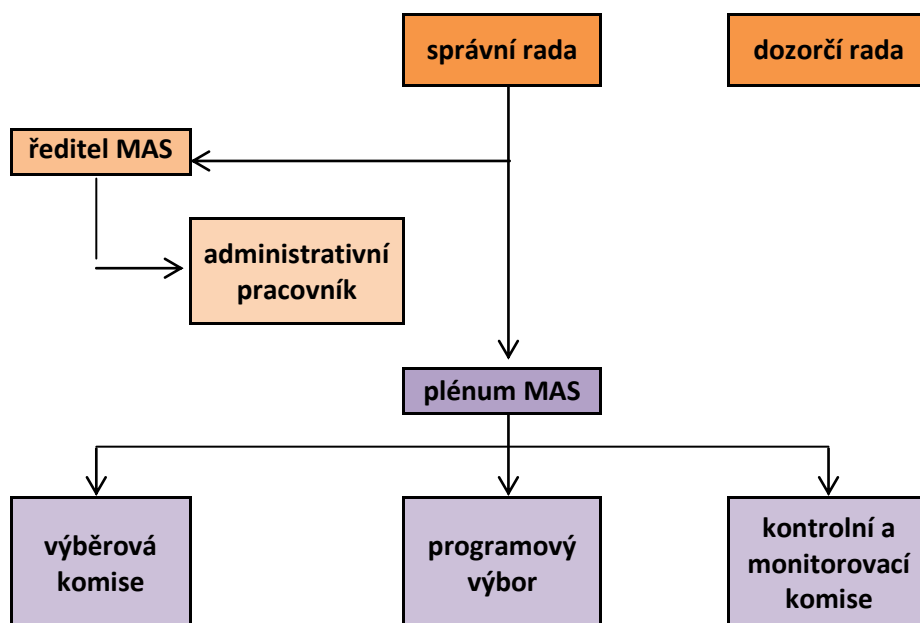 správní rada
dozorčí rada
ředitel MAS
administrativní
pracovník
plénum MAS
výběrová
komise
programový
výbor
kontrolní a
monitorovací
komise